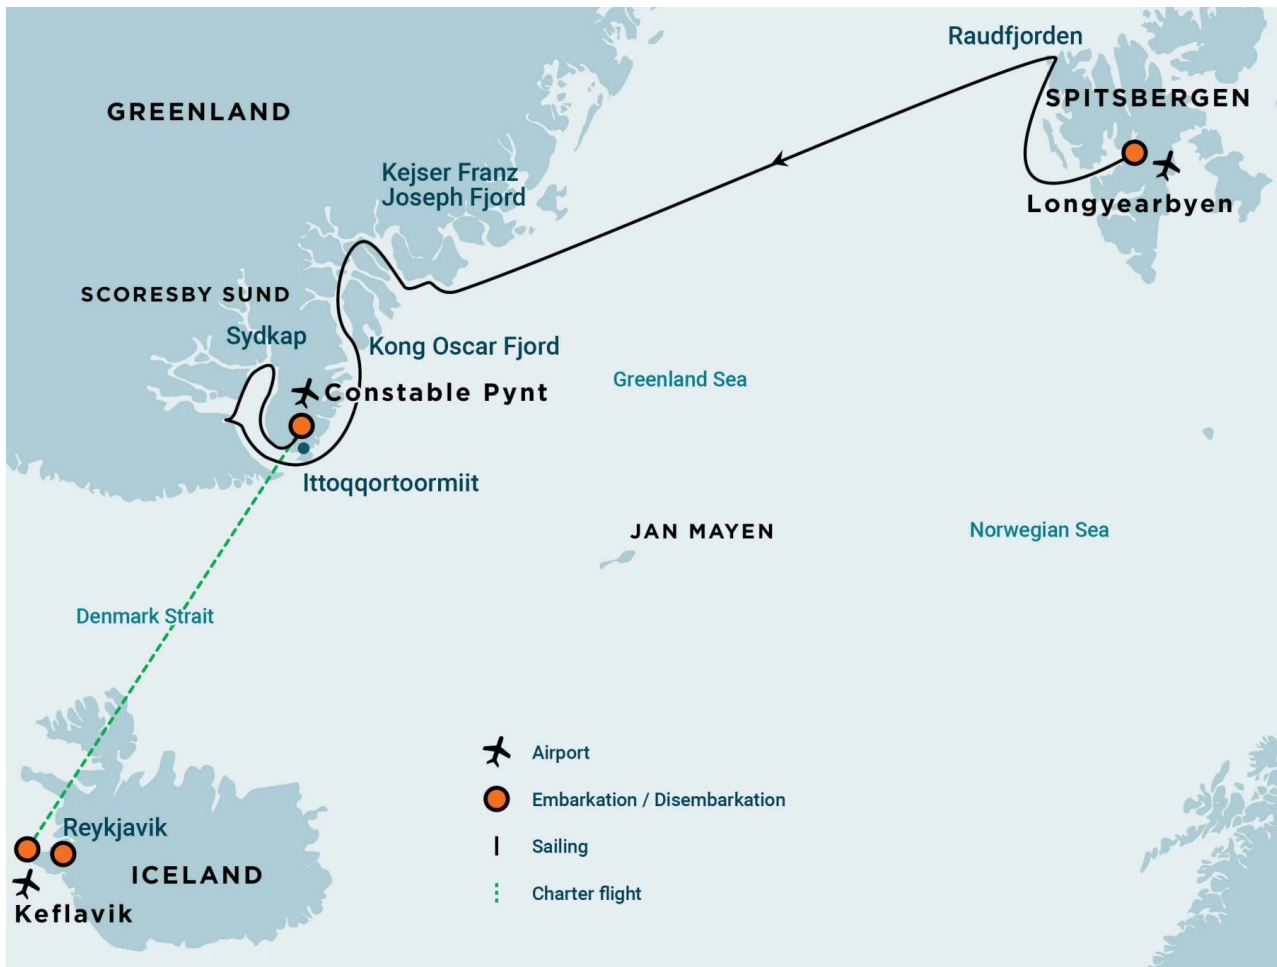 Raudfjorden
SPITSBERGEN
GREENLAND
Kejser Franz
Joseph Fjord
Longyearbyen
SCORESBY SUND
Sydkap
Kong Oscar Fjord
Greenland Sea
Constable Pynt
Ittoqqortoormiit
JAN MAYEN
Norwegian Sea
Denmark Strait
Airport
Embarkation / Disembarkation
Reykjavik
Sailing
ICELAND
Charter flight
Keflavik